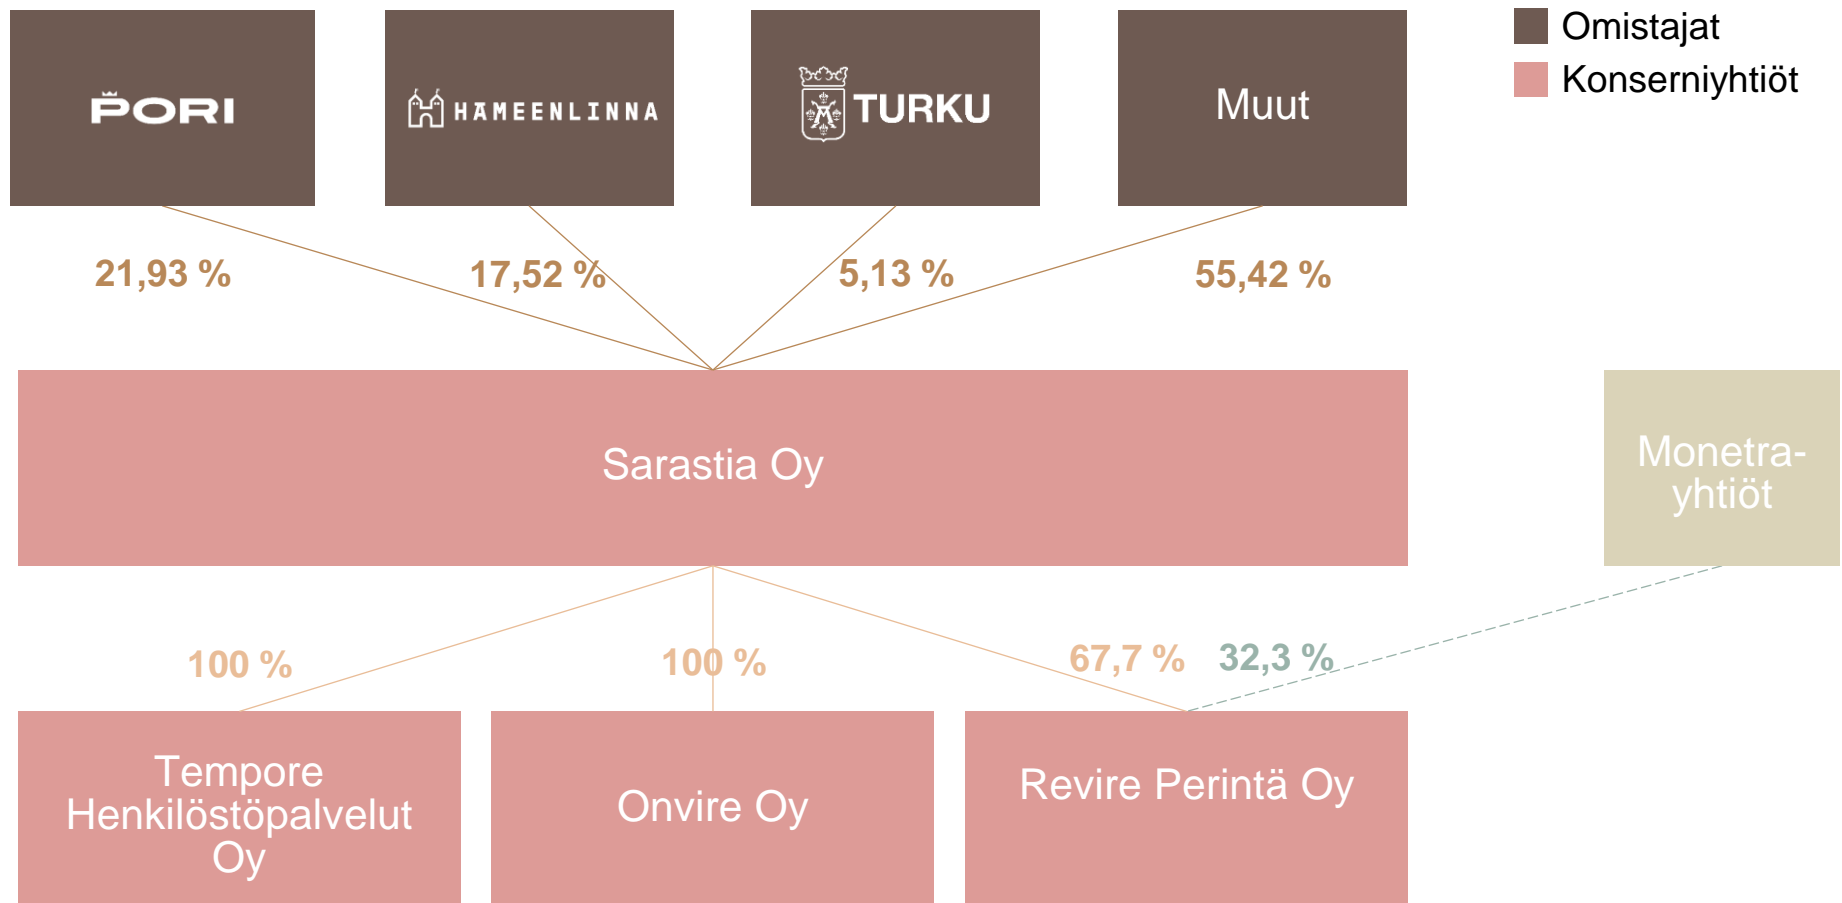 PORI
HÄMEENLINNA
TURKU
Muut
Omistajat
Konserniyhtiöt
21,93 %
17,52 %
5,13 %
55,42 %
Sarastia Oy
Monetra-
yhtiöt
100 %
100 %
67,7 %
32,3 %
Tempore
Henkilöstöpalvelut
Oy
Onvire Oy
Revire Perintä Oy